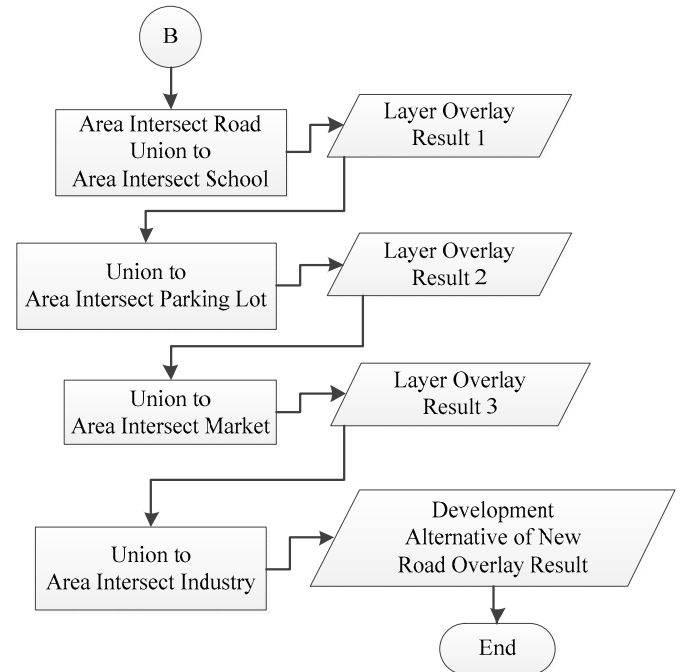 B
Area Intersect Road
Union to
Area Intersect School
Layer Overlay
Result 1
Union to
Area Intersect Parking Lot
Layer Overlay
Result 2
Union to
Area Intersect Market
Layer Overlay
Result 3
Union to
Area Intersect Industry
Development
Alternative of New
Road Overlay Result
End